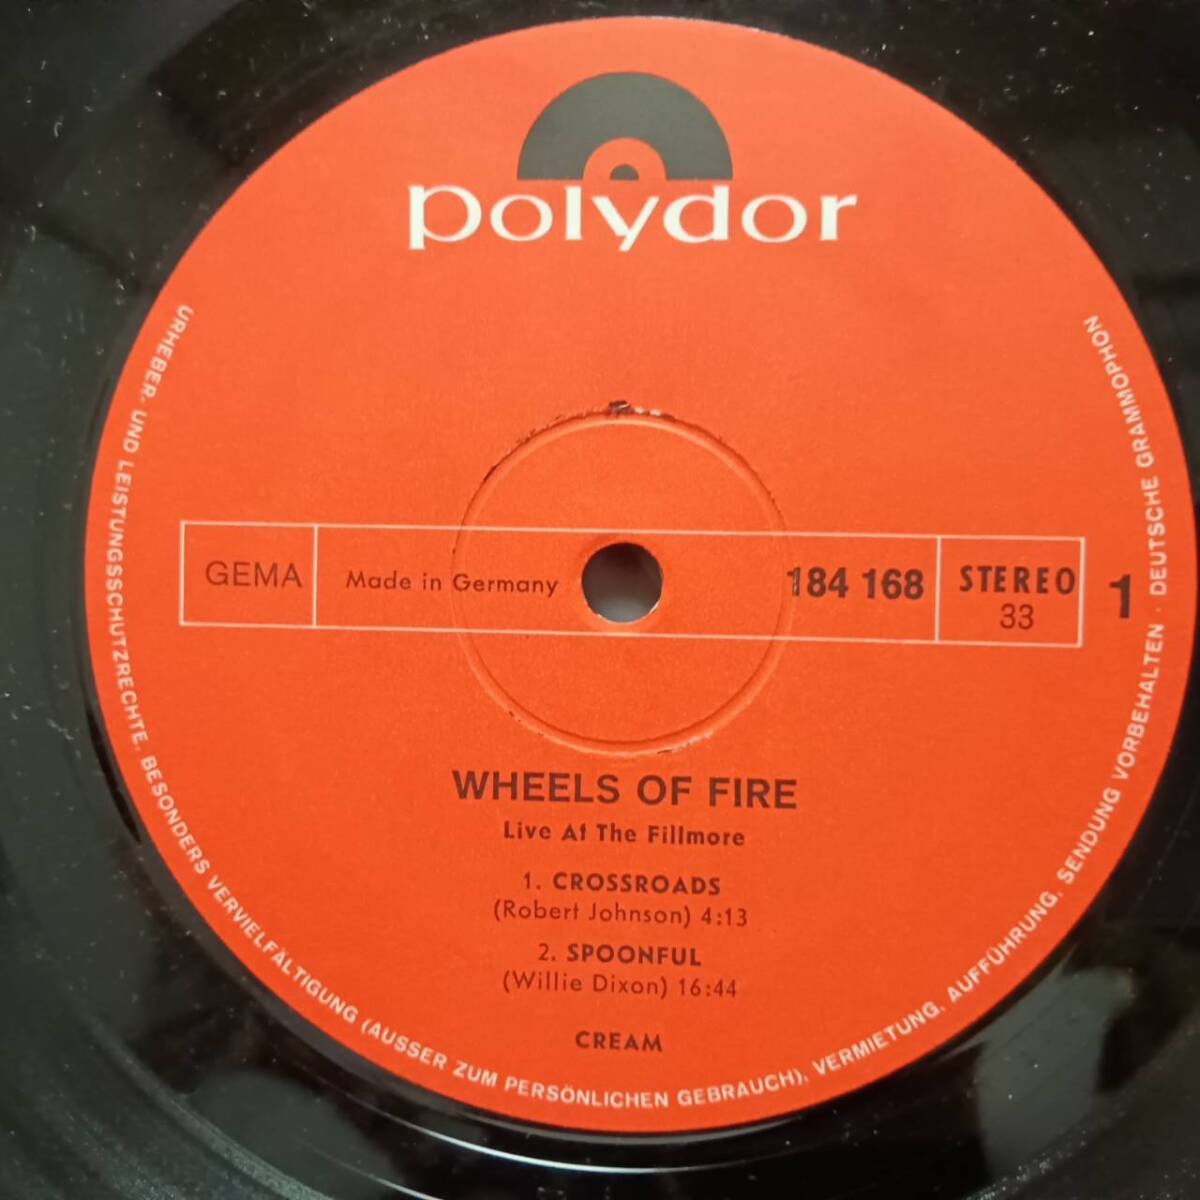 polydor
GEMA
Made in Germany
184 168
STEREO
33
1
WHEELS OF FIRE
Live At The Fillmore
1. CROSSROADS
(Robert Johnson) 4:13
2. SPOONFUL
(Willie Dixon) 16:44
CREAM
URHEBER- UND LEISTUNGSSCHUTZRECHTE, BESONDERS VERVIELFÄLTIGUNG (AUSSER ZUM PERSÖNLICHEN GEBRAUCH), VERMIETUNG, AUFFÜHRUNG, SENDUNG VORBEHALTEN · DEUTSCHE GRAMMOPHON